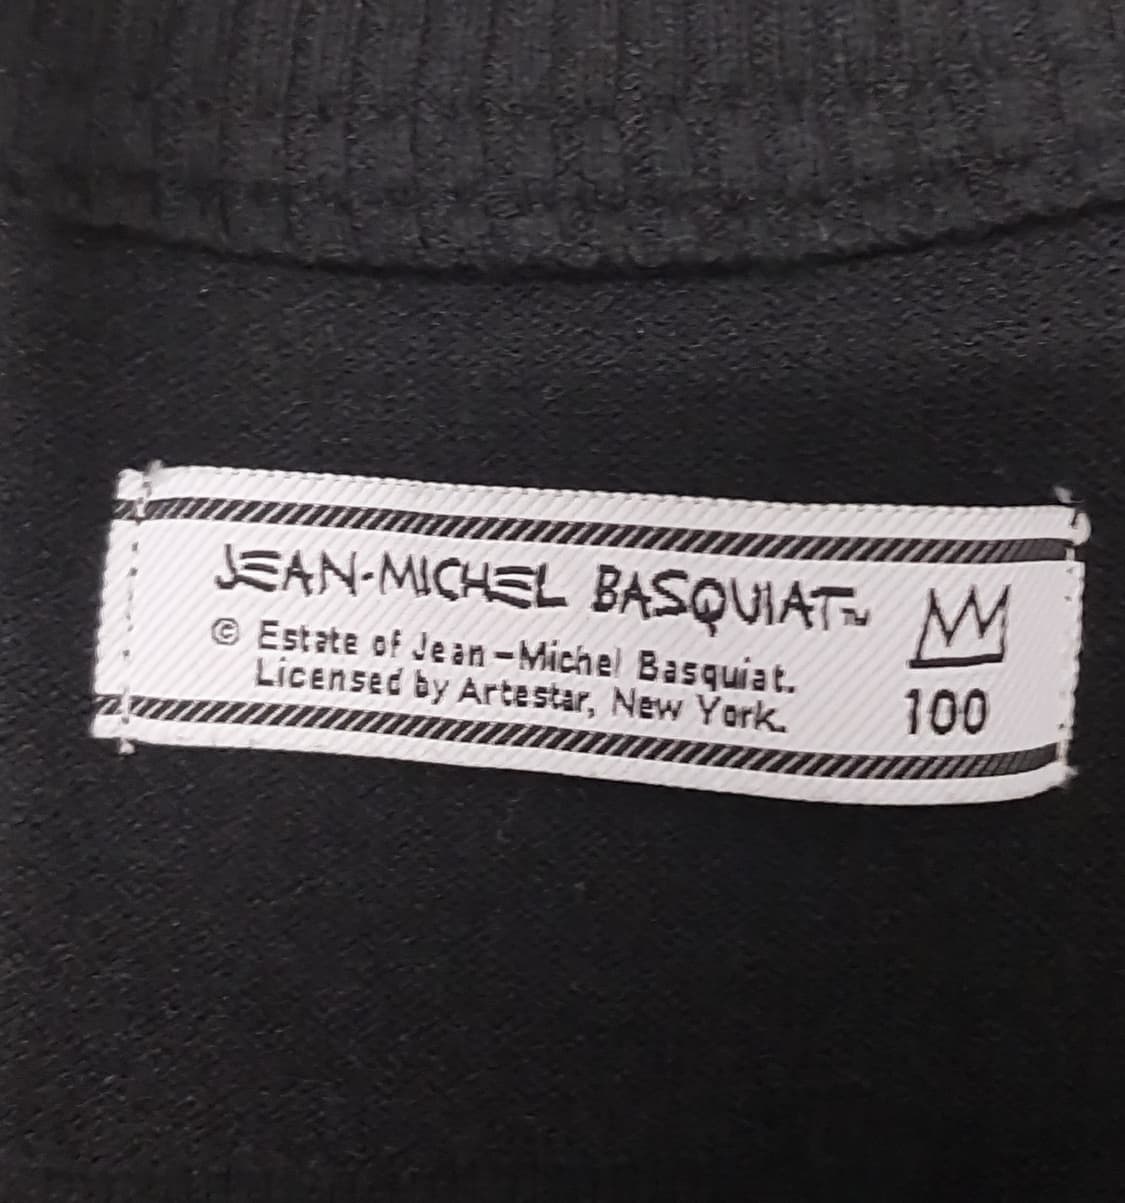 JEAN-MICHEL BASQUIAT™
© Estate of Jean-Michel Basquiat.
Licensed by Artestar, New York.
100